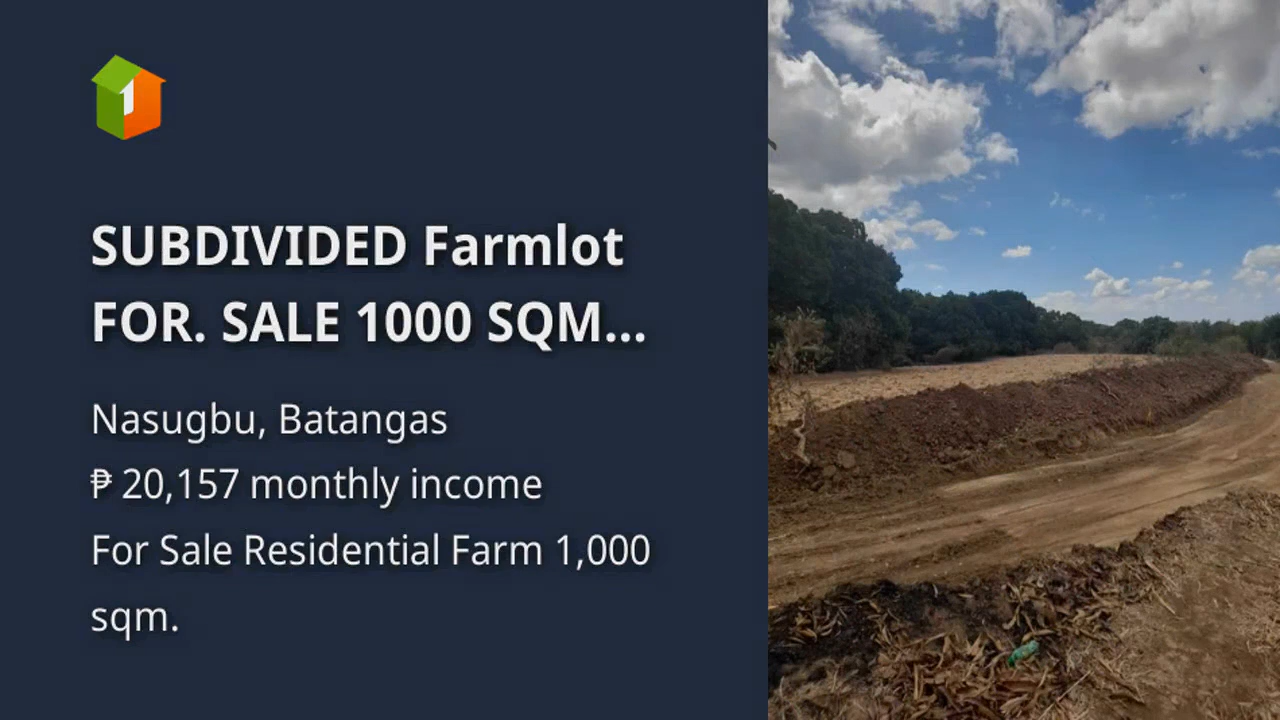 SUBDIVIDED Farmlot
FOR. SALE 1000 SQM...
Nasugbu, Batangas
₱ 20,157 monthly income
For Sale Residential Farm 1,000
sqm.